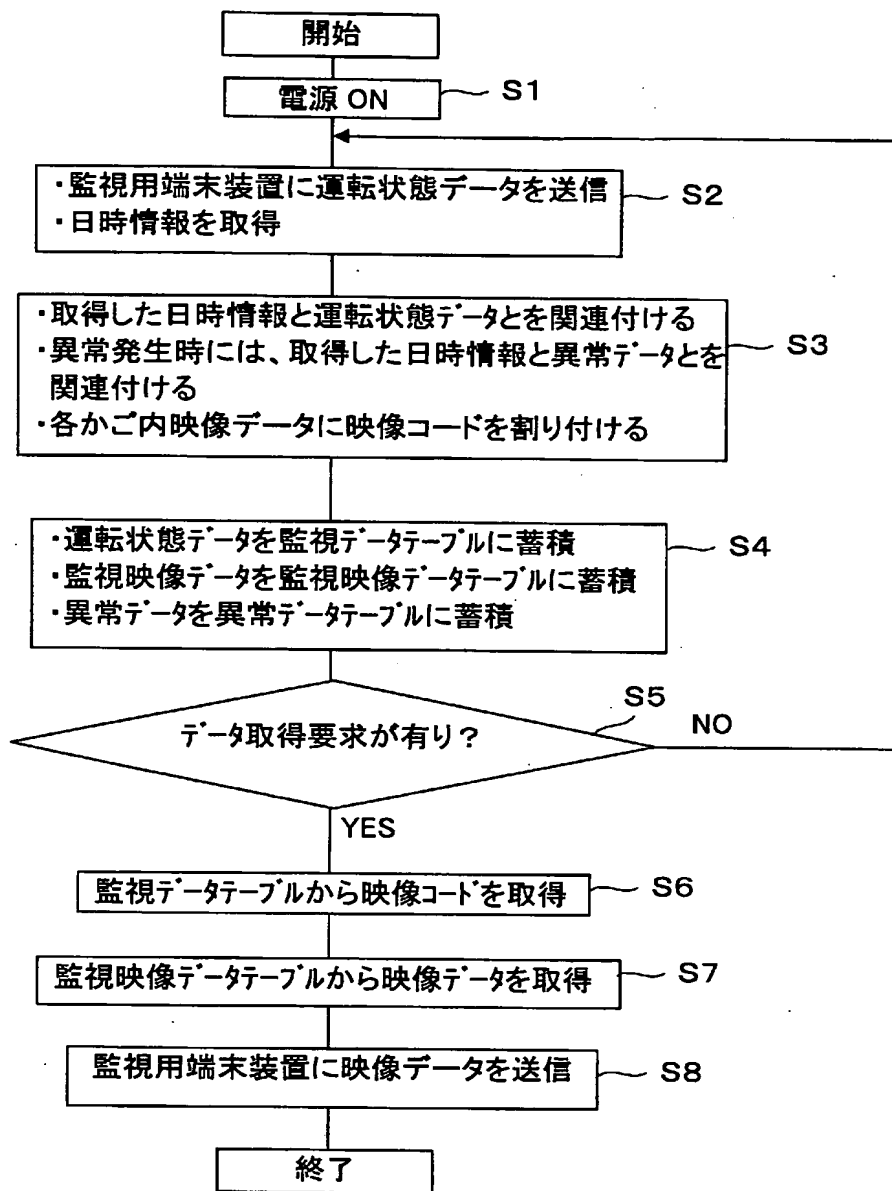 開始
電源 ON
S1
・監視用端末装置に運転状態データを送信
・日時情報を取得
S2
・取得した日時情報と運転状態データとを関連付ける
・異常発生時には、取得した日時情報と異常データとを
関連付ける
・各かご内映像データに映像コードを割り付ける
S3
・運転状態データを監視データテーブルに蓄積
・監視映像データを監視映像データテーブルに蓄積
・異常データを異常データテーブルに蓄積
S4
データ取得要求が有り？
S5
NO
YES
監視データテーブルから映像コードを取得
S6
監視映像データテーブルから映像データを取得
S7
監視用端末装置に映像データを送信
S8
終了